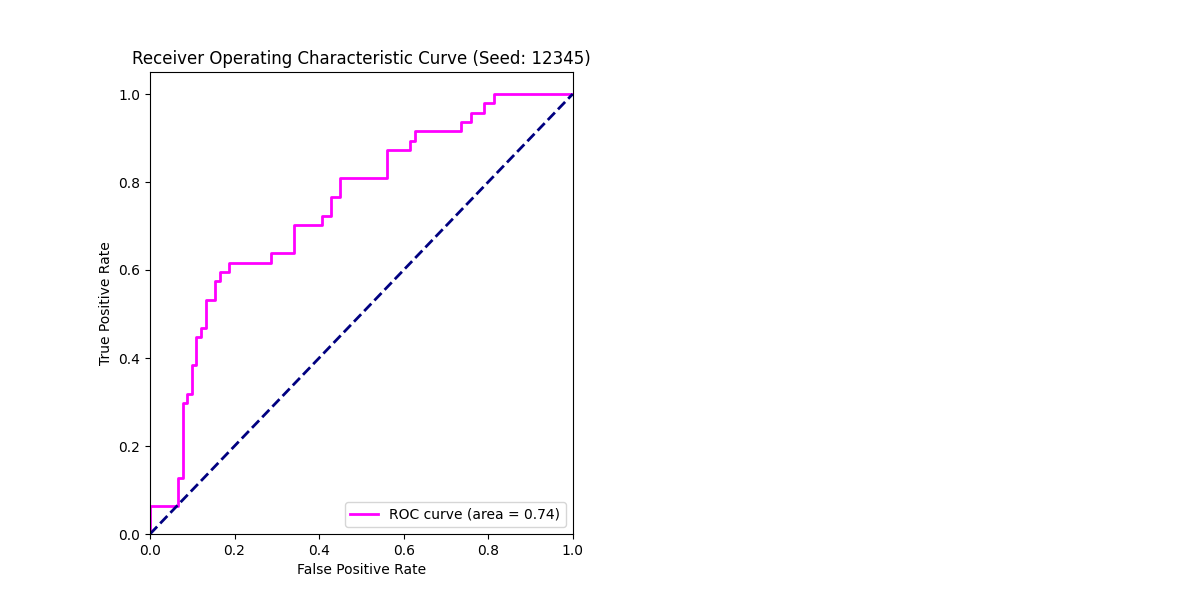 Receiver Operating Characteristic Curve (Seed: 12345)
1.0
0.8
0.6
0.4
0.2
0.0
True Positive Rate
ROC curve (area = 0.74)
0.0 0.2 0.4 0.6 0.8 1.0
False Positive Rate